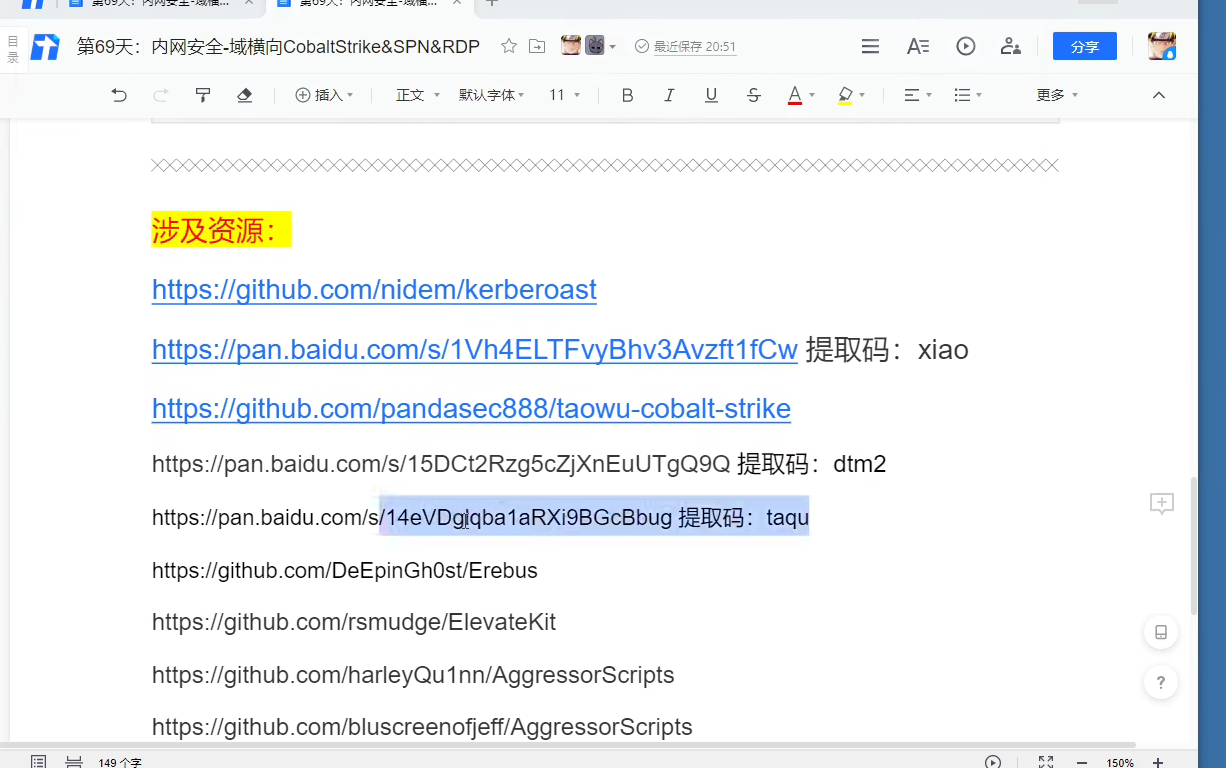 第69天：内网安全-域横...
第69天：内网安全-域横...
目录
第69天：内网安全-域横向CobaltStrike&SPN&RDP
最近保存 20:51
分享
插入
正文
默认字体
11
B
I
U
S
A
更多
涉及资源：
https://github.com/nidem/kerberoast
https://pan.baidu.com/s/1Vh4ELTFvyBhv3Avzft1fCw 提取码：xiao
https://github.com/pandasec888/taowu-cobalt-strike
https://pan.baidu.com/s/15DCt2Rzg5cZjXnEuUTgQ9Q 提取码：dtm2
https://pan.baidu.com/s/14eVDgiqba1aRXi9BGcBbug 提取码：taqu
https://github.com/DeEpinGh0st/Erebus
https://github.com/rsmudge/ElevateKit
https://github.com/harleyQu1nn/AggressorScripts
https://github.com/bluscreenofjeff/AggressorScripts
149 个字
150%